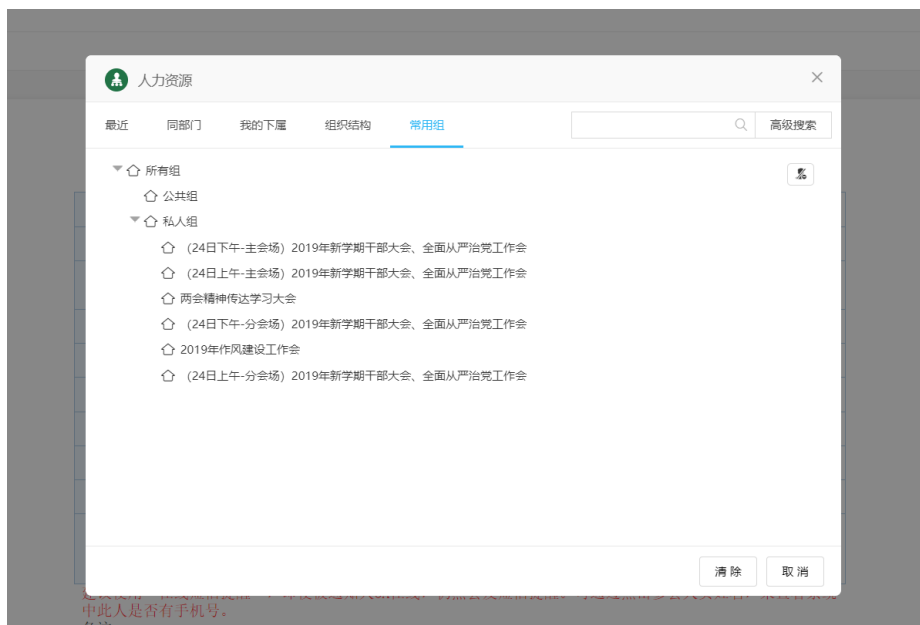 人力资源
最近 同部门 我的下属 组织结构 常用组 高级搜索
所有组
公共组
私人组
（24日下午-主会场）2019年新学期干部大会、全面从严治党工作会
（24日上午-主会场）2019年新学期干部大会、全面从严治党工作会
两会精神传达学习大会
（24日下午-分会场）2019年新学期干部大会、全面从严治党工作会
2019年作风建设工作会
（24日上午-分会场）2019年新学期干部大会、全面从严治党工作会
清除 取消
中此人是否有手机号。